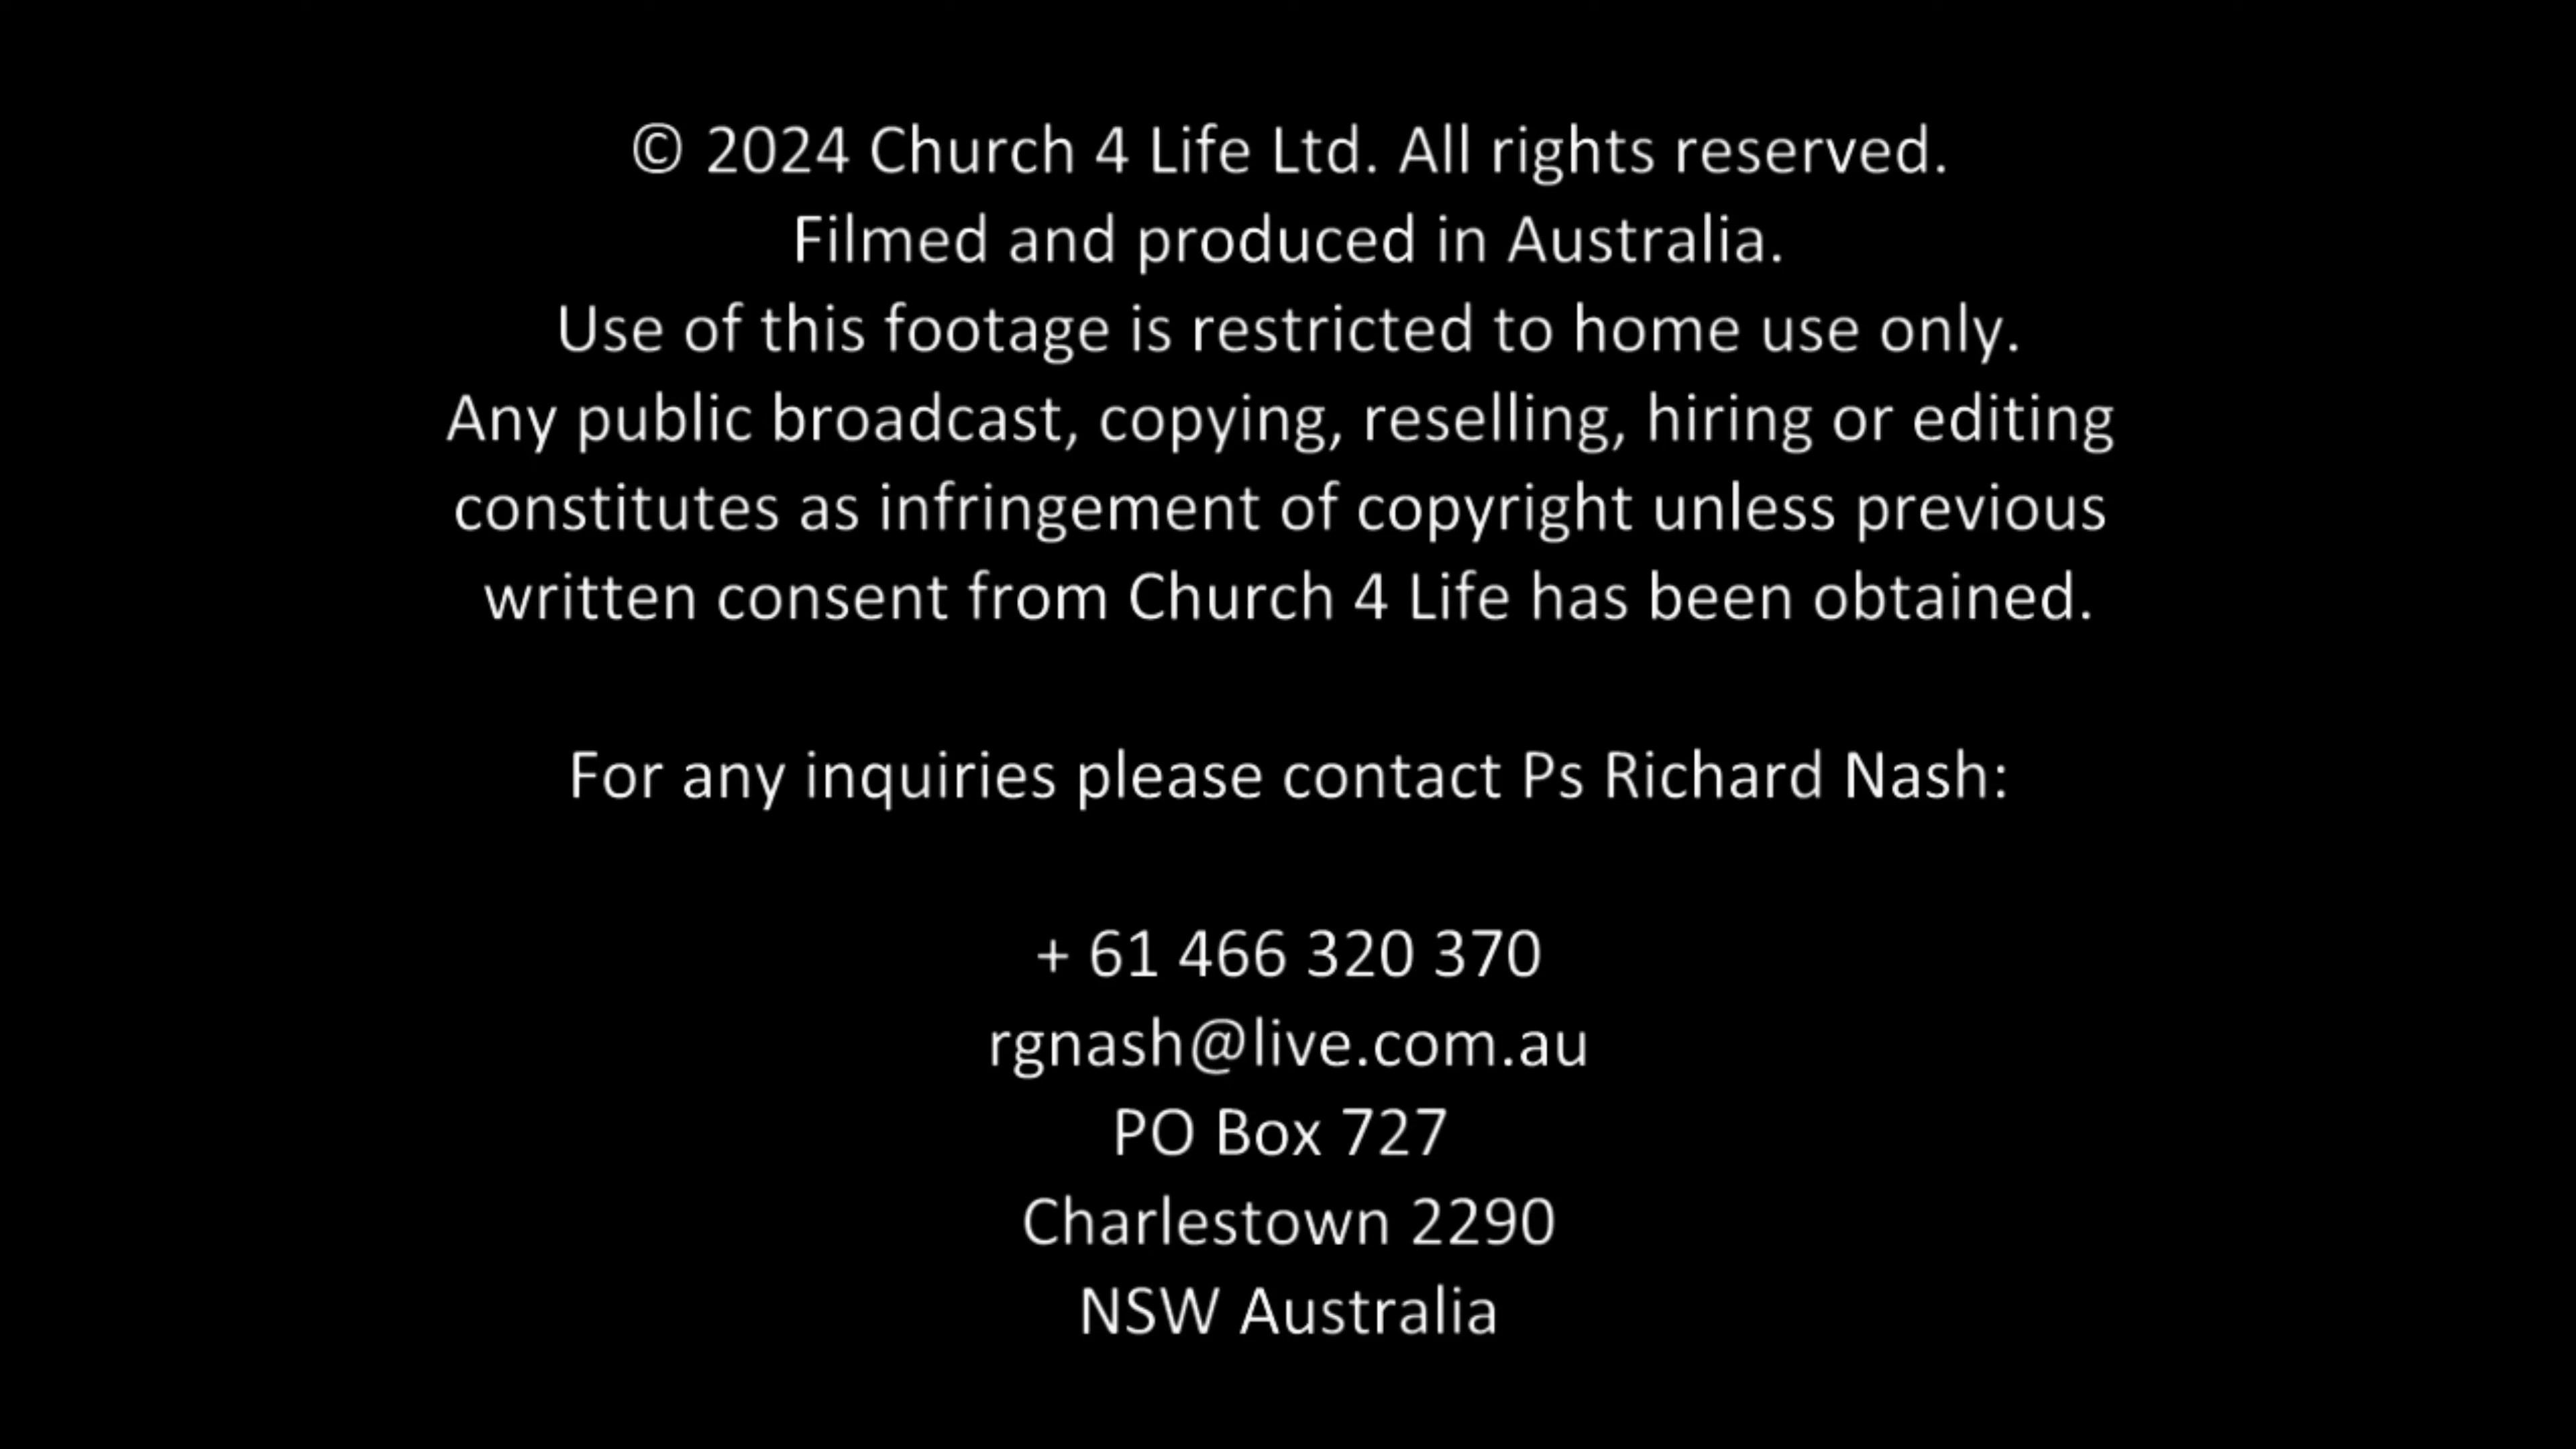 © 2024 Church 4 Life Ltd. All rights reserved.
Filmed and produced in Australia.
Use of this footage is restricted to home use only.
Any public broadcast, copying, reselling, hiring or editing
constitutes as infringement of copyright unless previous
written consent from Church 4 Life has been obtained.
For any inquiries please contact Ps Richard Nash:
+ 61 466 320 370
rgnash@live.com.au
PO Box 727
Charlestown 2290
NSW Australia